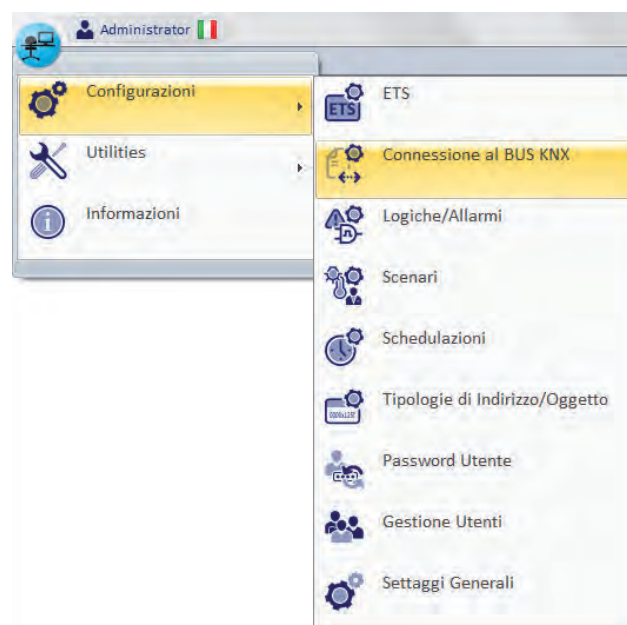 Administrator
Configurazioni
Utilities
Informazioni
ETS
ETS
Connessione al BUS KNX
Logiche/Allarmi
Scenari
Schedulazioni
Tipologie di Indirizzo/Oggetto
Password Utente
Gestione Utenti
Settaggi Generali